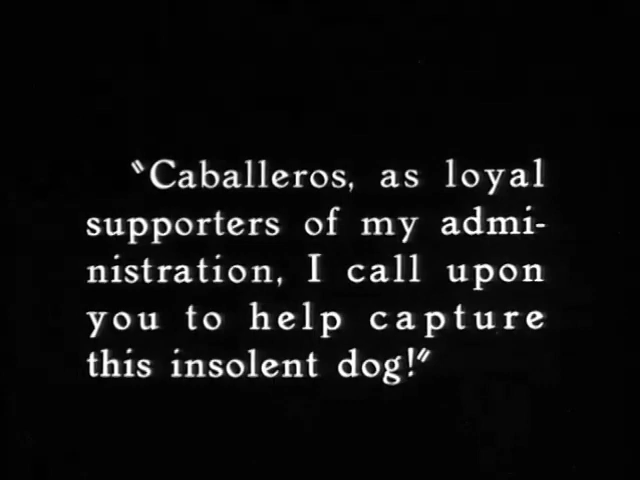 "Caballeros, as loyal
supporters of my admi-
nistration, I call upon
you to help capture
this insolent dog!"